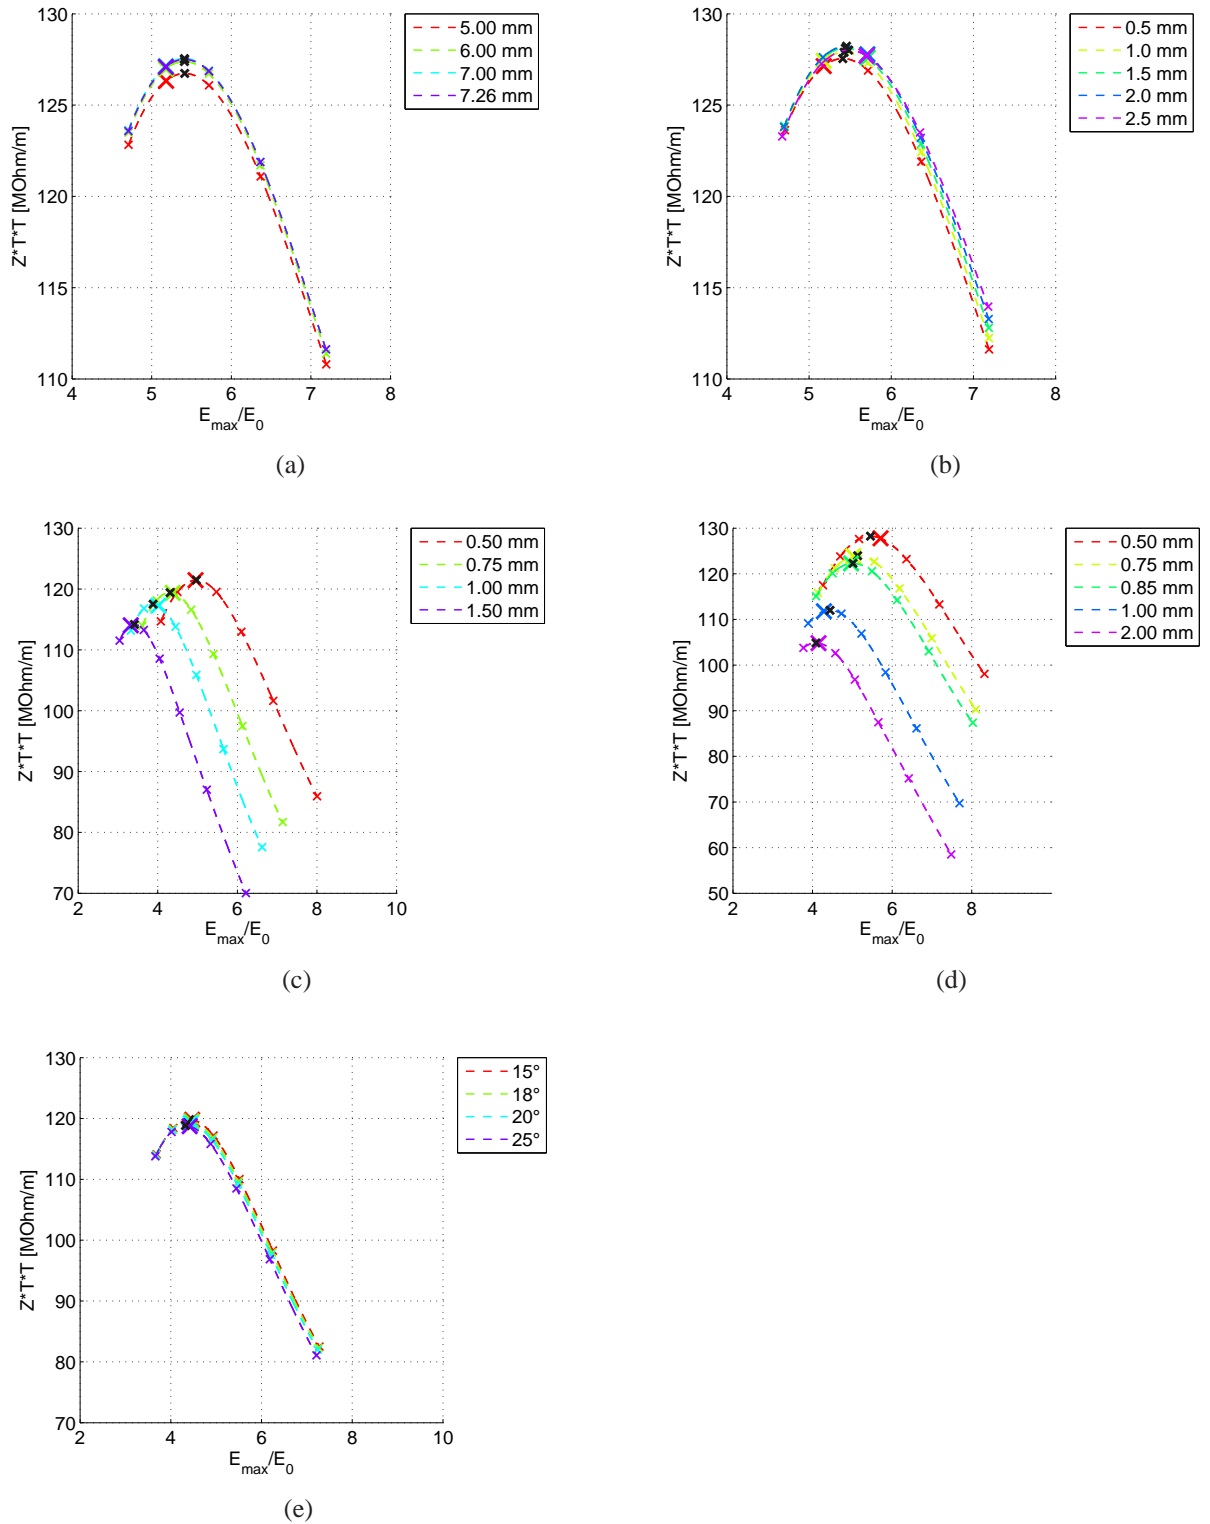 130
125
120
115
110
4 5 6 7 8
Z*T*T [MOhm/m]
E_max/E_0
5.00 mm
6.00 mm
7.00 mm
7.26 mm
(a)
130
125
120
115
110
4 5 6 7 8
Z*T*T [MOhm/m]
E_max/E_0
0.5 mm
1.0 mm
1.5 mm
2.0 mm
2.5 mm
(b)
130
120
110
100
90
80
70
2 4 6 8 10
Z*T*T [MOhm/m]
E_max/E_0
0.50 mm
0.75 mm
1.00 mm
1.50 mm
(c)
130
120
110
100
90
80
70
60
50
2 4 6 8
Z*T*T [MOhm/m]
E_max/E_0
0.50 mm
0.75 mm
0.85 mm
1.00 mm
2.00 mm
(d)
130
120
110
100
90
80
70
2 4 6 8 10
Z*T*T [MOhm/m]
E_max/E_0
15°
18°
20°
25°
(e)